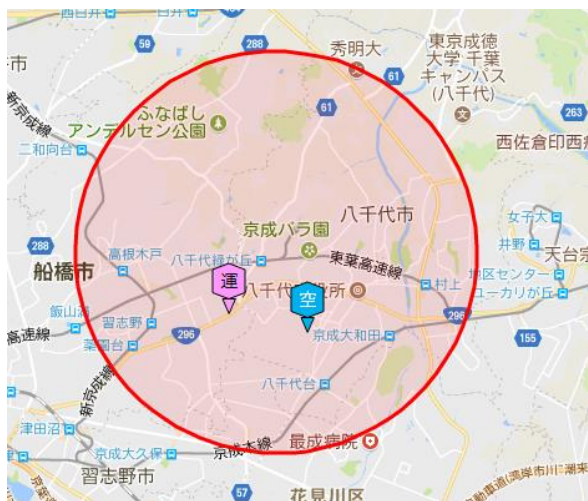 西白井
白井
59
288
秀明大
東京成徳
大学 千葉
キャンパス
(八千代)
61
263
西佐倉印西
新京成線
ふなばし
アンデルセン公園
61
二和向台
八千代市
女子大
井野
京成バラ園
288
船橋市
高根木戸
八千代緑が丘
東葉高速線
天台宗
地区センター
ユーカリが丘
運
空
村上
飯山満
習志野
296
高速線
薬園台
296
京成大和田
155
新京成線
八千代台
津田沼
京成大久保
京成本線
最成病院
習志野市
57
花見川区